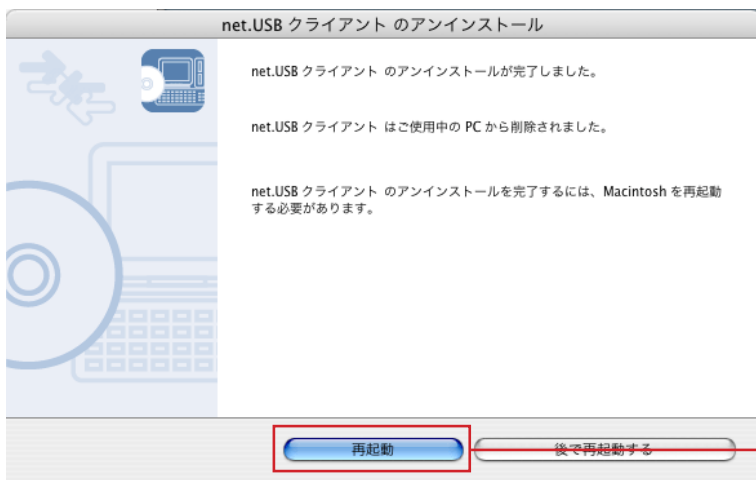 net.USB クライアント のアンインストール
net.USB クライアント のアンインストールが完了しました。
net.USB クライアント はご使用中の PC から削除されました。
net.USB クライアント のアンインストールを完了するには、Macintosh を再起動
する必要があります。
再起動
後で再起動する